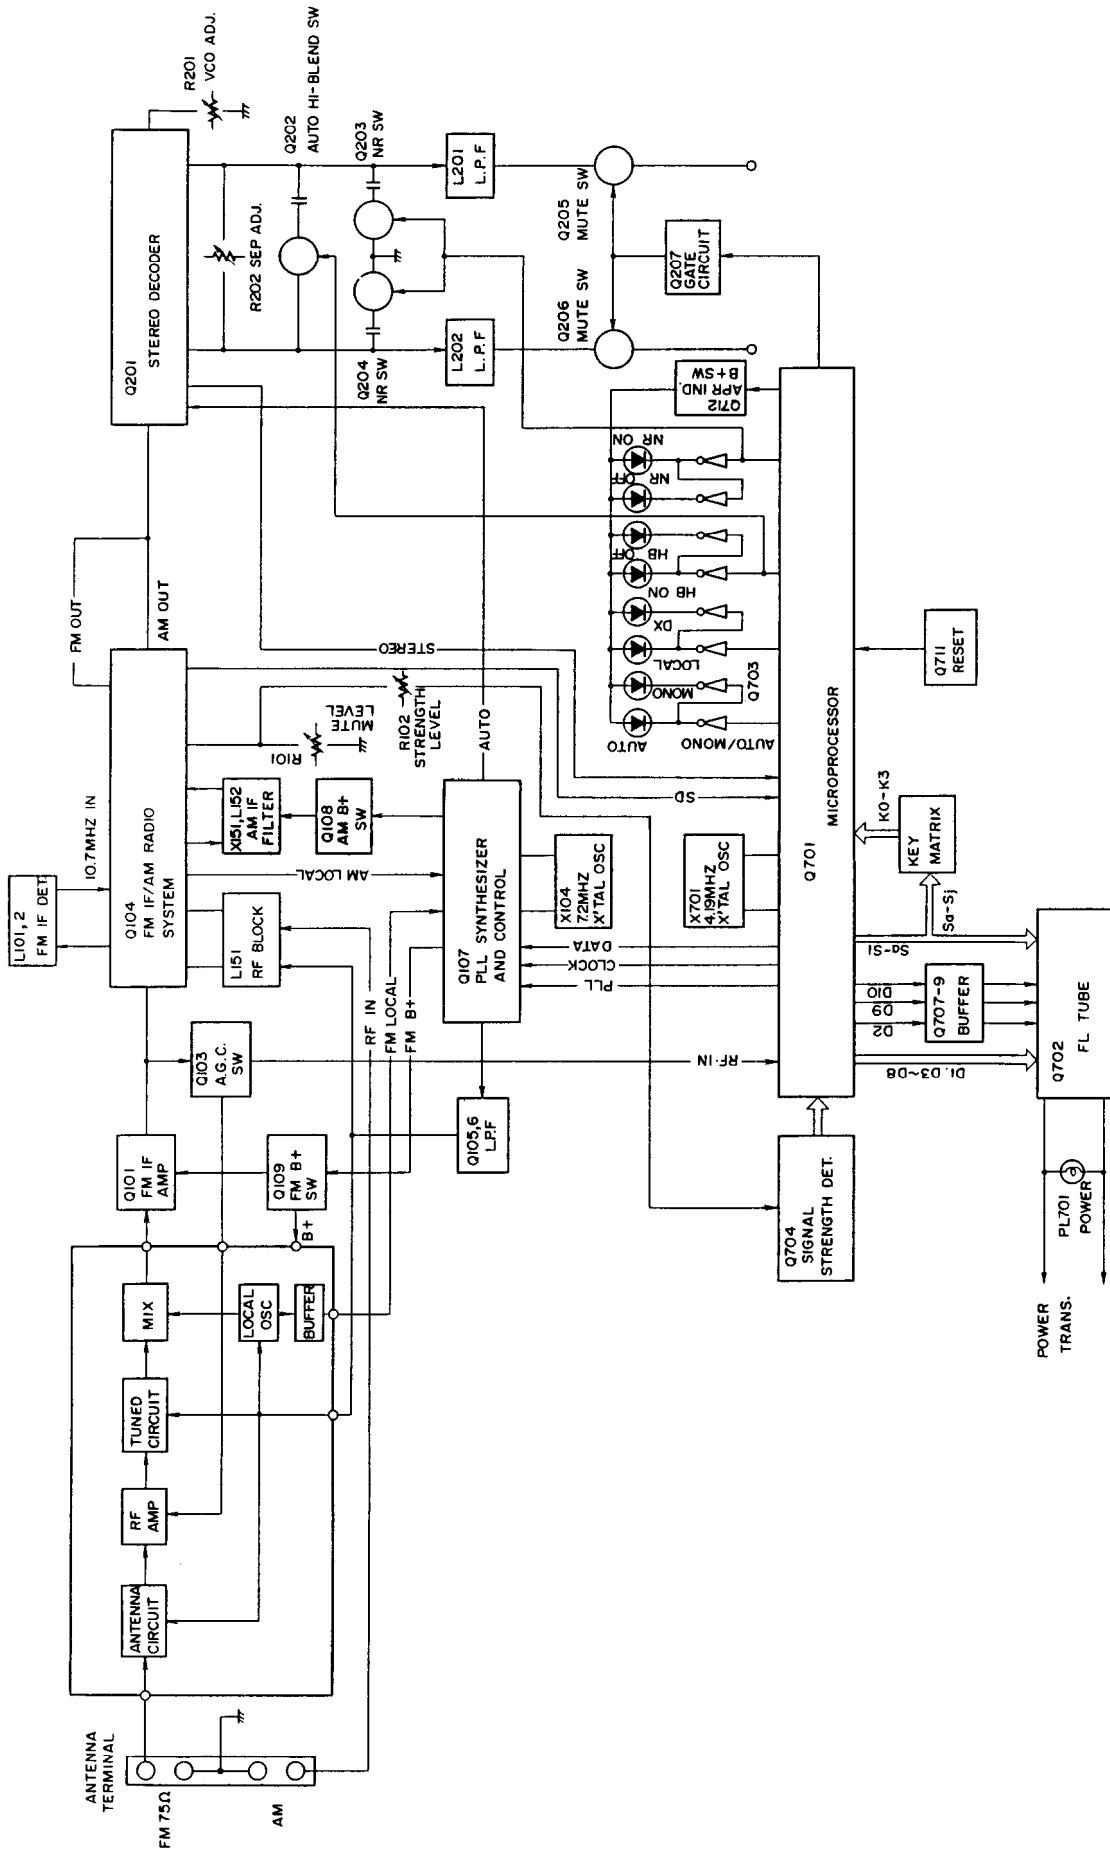 ANTENNA
TERMINAL
FM 75Ω
AM
ANTENNA
CIRCUIT
RF
AMP
TUNED
CIRCUIT
MIX
LOCAL
OSC
BUFFER
B+
Q101
FM IF
AMP
Q109
FM B+
SW
Q103
A.G.C.
SW
L101, 2
FM IF DET
10.7MHZ IN
Q104
FM IF/AM RADIO
SYSTEM
L151
RF BLOCK
RF IN
FM LOCAL
FM B+
AM LOCAL
X151, L152
AM IF
FILTER
Q108
AM B+
SW
R101
MUTE
LEVEL
R102
STRENGTH
LEVEL
FM OUT
AM OUT
STEREO
SD
AUTO
Q105,6
L.P.F
Q107
PLL SYNTHESIZER
AND CONTROL
X104
7.2MHZ
X'TAL OSC
RF·IN
PLL
CLOCK
DATA
X701
4.19MHZ
X'TAL OSC
Q201
STEREO DECODER
R201
VCO ADJ.
R202 SEP ADJ.
Q202
AUTO HI-BLEND SW
Q203
NR SW
Q204
NR SW
L201
L.P.F
L202
L.P.F
Q205
MUTE SW
Q206
MUTE SW
Q207
GATE
CIRCUIT
Q712
APR IND.
B+SW
AUTO
MONO
LOCAL
DX
HB ON
HB OFF
NR OFF
NR ON
AUTO/MONO
Q703
Q704
SIGNAL
STRENGTH DET.
Q701
MICROPROCESSOR
Q711
RESET
K0-K3
KEY
MATRIX
Sa-Sj
Sa-Si
D10
D9
D2
Q707-9
BUFFER
D1. D3~D8
Q702
FL TUBE
PL701
POWER
POWER
TRANS.